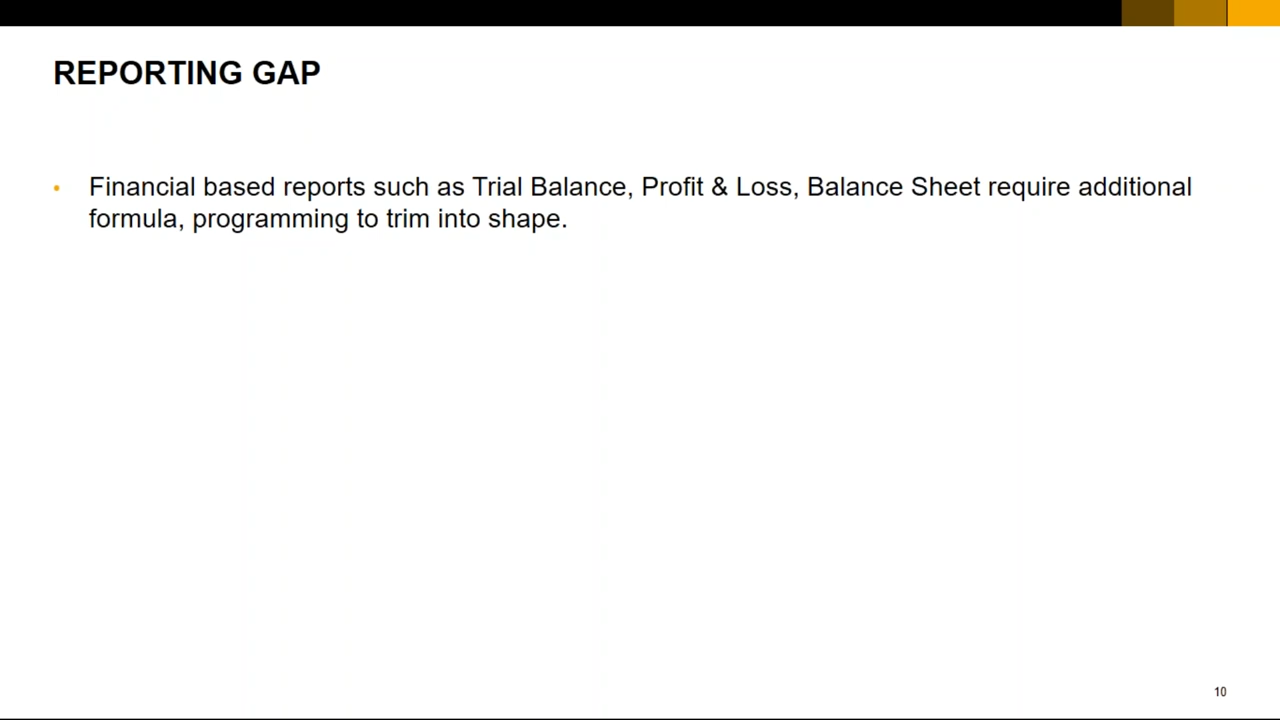 REPORTING GAP
• Financial based reports such as Trial Balance, Profit & Loss, Balance Sheet require additional
formula, programming to trim into shape.
10